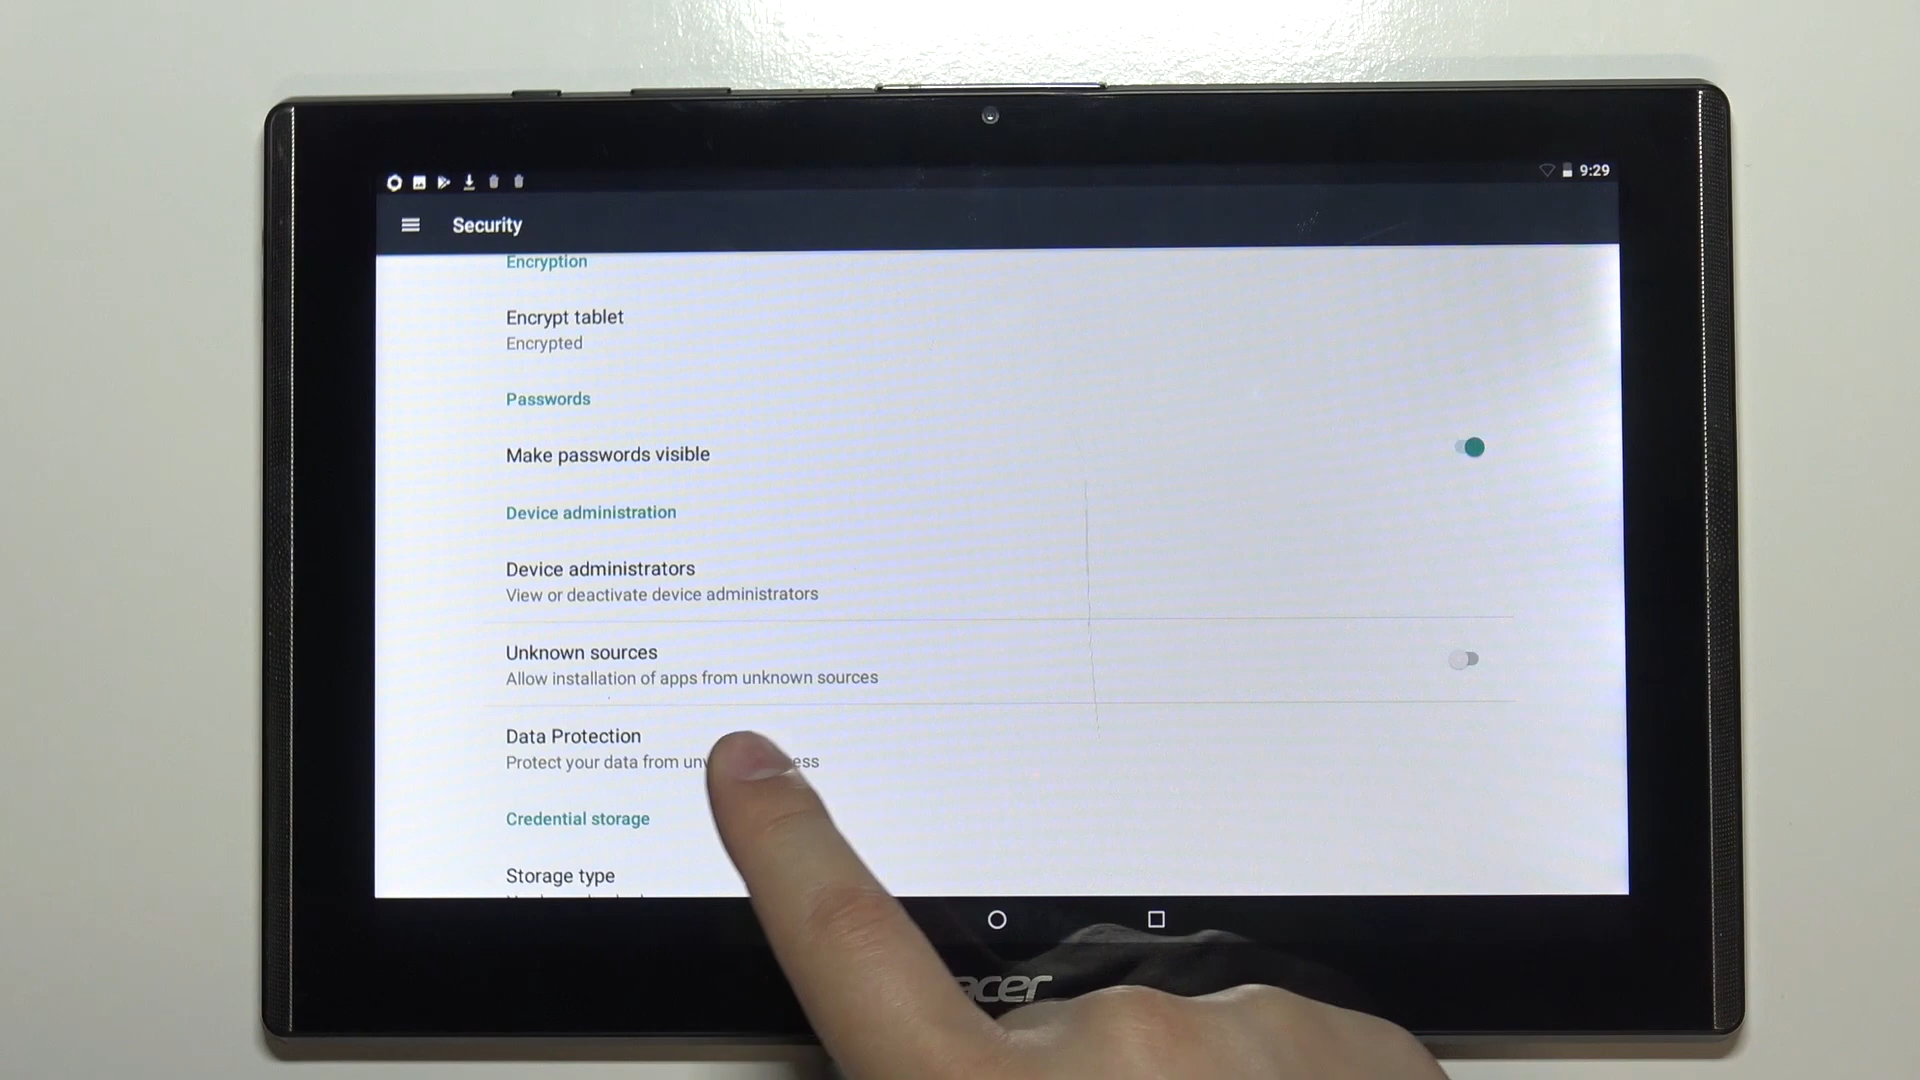 9:29
Security
Encryption
Encrypt tablet
Encrypted
Passwords
Make passwords visible
Device administration
Device administrators
View or deactivate device administrators
Unknown sources
Allow installation of apps from unknown sources
Data Protection
Protect your data from
Credential storage
Storage type
acer